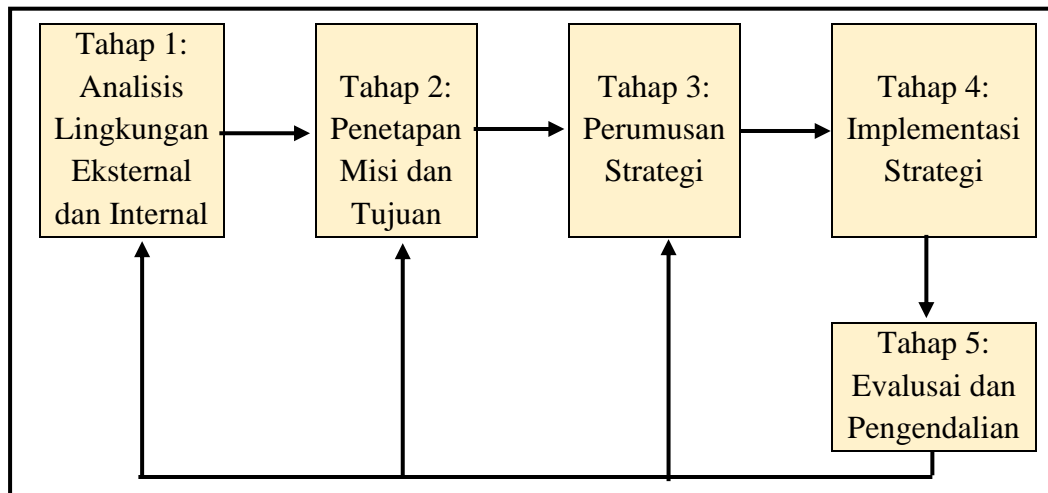 Tahap 1:
Analisis
Lingkungan
Eksternal
dan Internal
Tahap 2:
Penetapan
Misi dan
Tujuan
Tahap 3:
Perumusan
Strategi
Tahap 4:
Implementasi
Strategi
Tahap 5:
Evalusai dan
Pengendalian